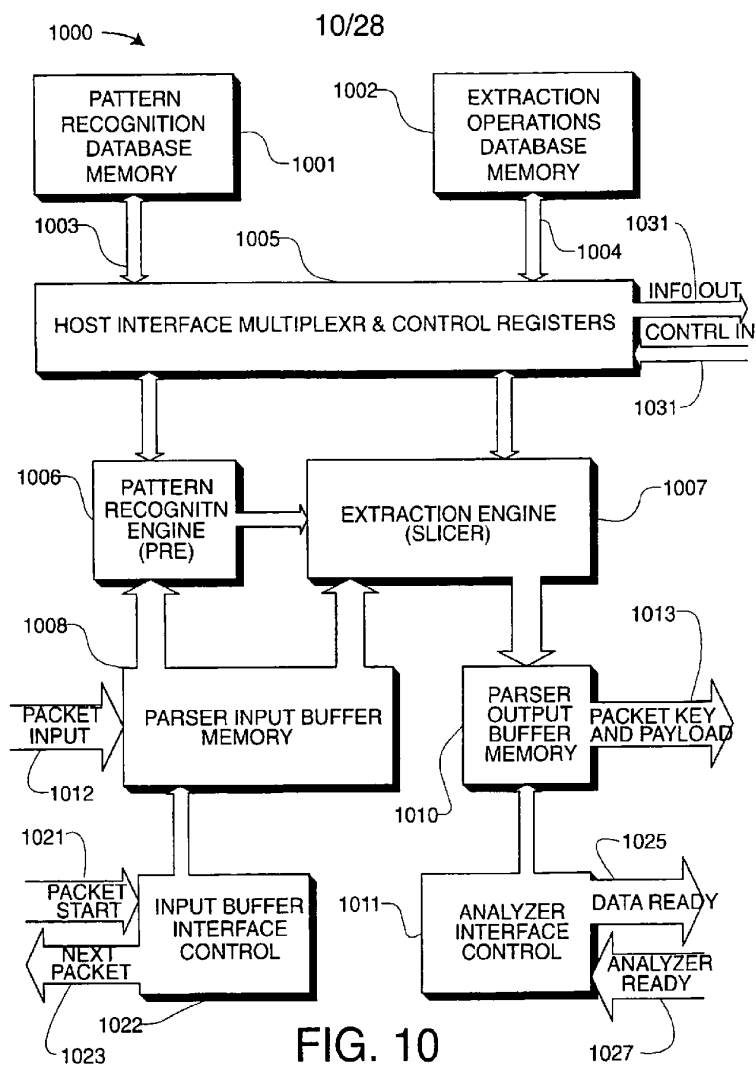 10/28
1000
PATTERN
RECOGNITION
DATABASE
MEMORY
1001
1002
EXTRACTION
OPERATIONS
DATABASE
MEMORY
1003
1005
1004
1031
HOST INTERFACE MULTIPLEXR & CONTROL REGISTERS
INFO OUT
CONTRL IN
1031
1006
PATTERN
RECOGNITN
ENGINE
(PRE)
EXTRACTION ENGINE
(SLICER)
1007
1008
PACKET
INPUT
1012
PARSER INPUT BUFFER
MEMORY
PARSER
OUTPUT
BUFFER
MEMORY
1010
1013
PACKET KEY
AND PAYLOAD
1021
PACKET
START
NEXT
PACKET
1023
INPUT BUFFER
INTERFACE
CONTROL
1022
1011
ANALYZER
INTERFACE
CONTROL
1025
DATA READY
ANALYZER
READY
1027
FIG. 10